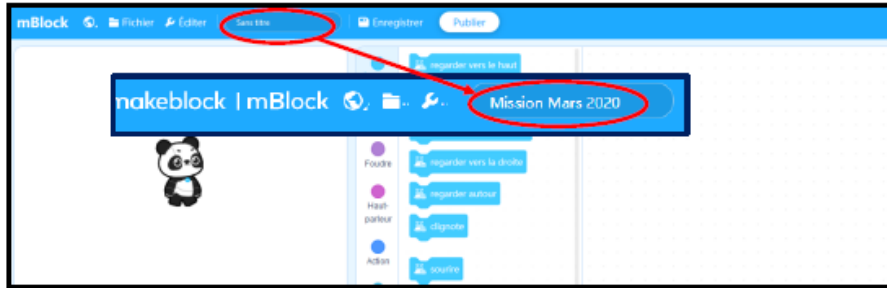 mBlock Fichier Éditer Sans titre Enregistrer Publier
regarder vers le haut
makeblock | mBlock .. .. Mission Mars 2020
Foudre
regarder vers la droite
Haut-parleur
regarder autour
clignote
Action
sourire